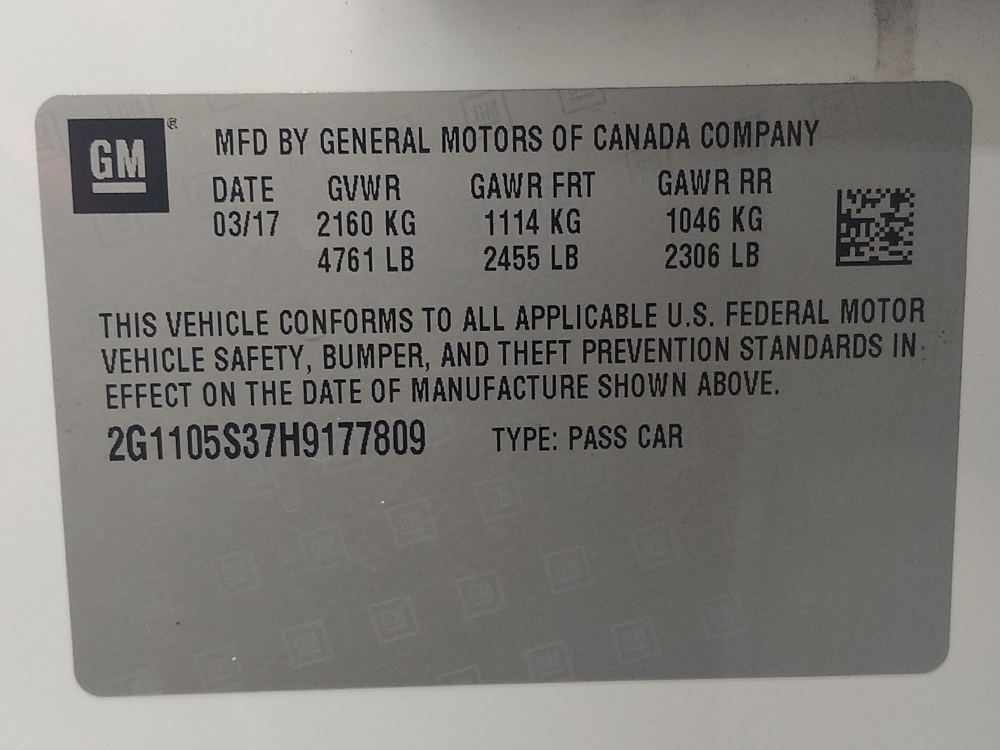 GM®
MFD BY GENERAL MOTORS OF CANADA COMPANY
DATE GVWR GAWR FRT GAWR RR
03/17 2160 KG 1114 KG 1046 KG
4761 LB 2455 LB 2306 LB
THIS VEHICLE CONFORMS TO ALL APPLICABLE U.S. FEDERAL MOTOR
VEHICLE SAFETY, BUMPER, AND THEFT PREVENTION STANDARDS IN
EFFECT ON THE DATE OF MANUFACTURE SHOWN ABOVE.
2G1105S37H9177809 TYPE: PASS CAR